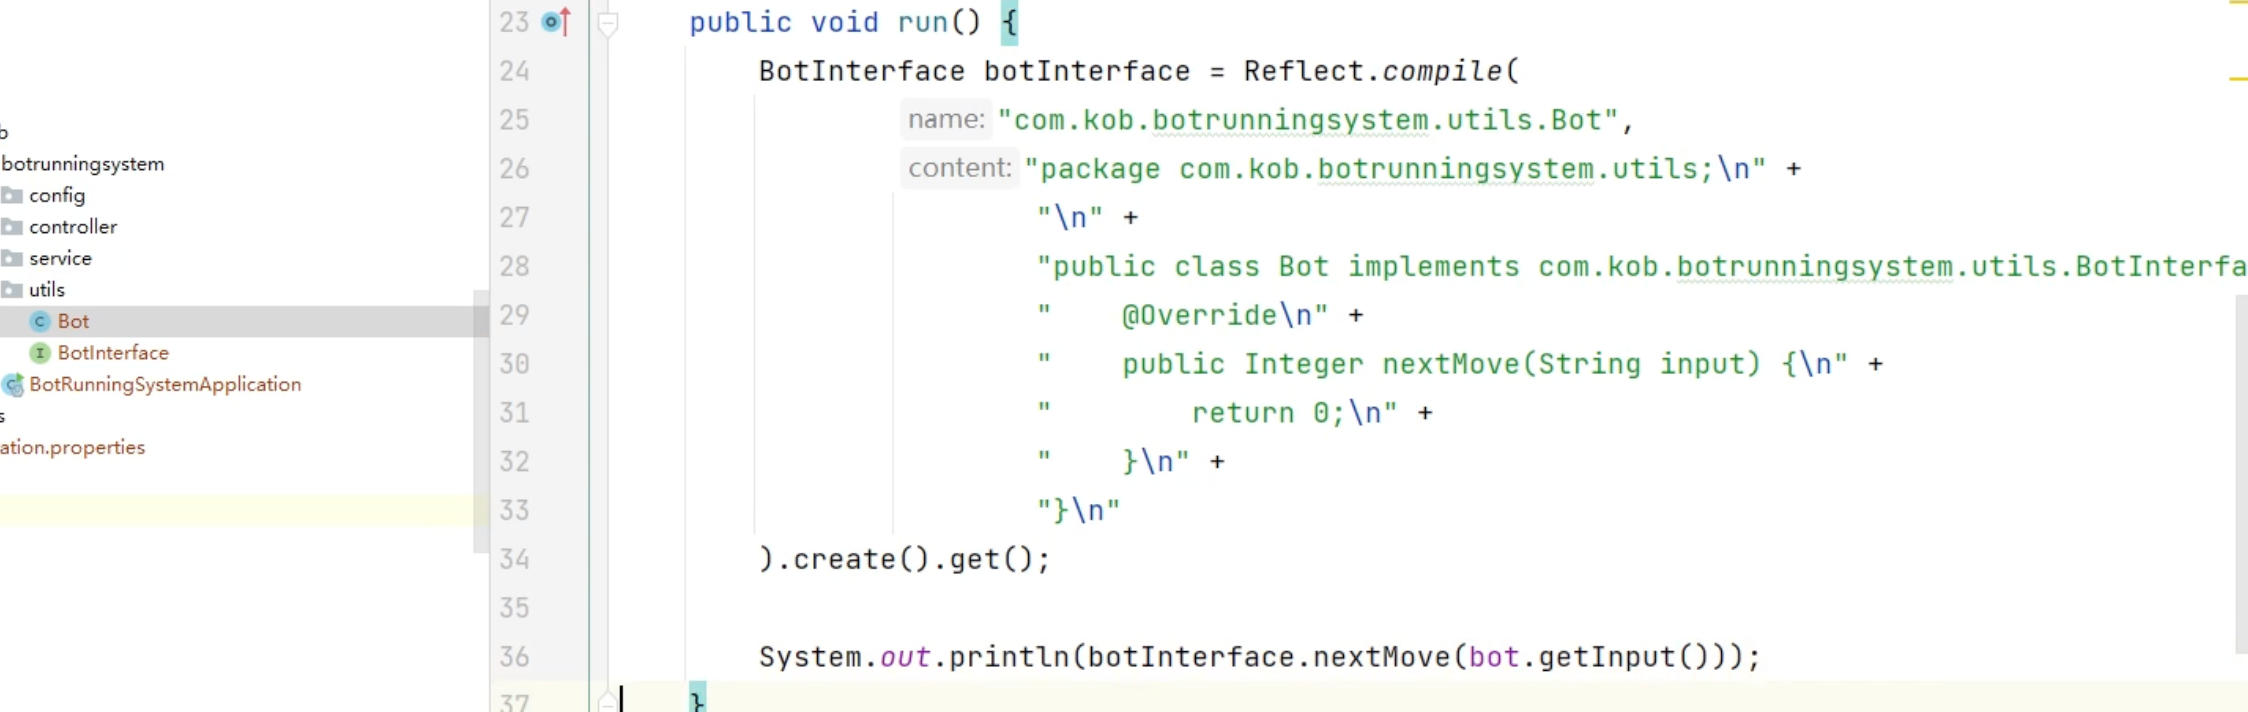 b
botrunningsystem
config
controller
service
utils
Bot
BotInterface
BotRunningSystemApplication
s
ation.properties
23 public void run() {
24 BotInterface botInterface = Reflect.compile(
25 name: "com.kob.botrunningsystem.utils.Bot",
26 content: "package com.kob.botrunningsystem.utils;\n" +
27 "\n" +
28 "public class Bot implements com.kob.botrunningsystem.utils.BotInterfa
29 "    @Override\n" +
30 "    public Integer nextMove(String input) {\n" +
31 "        return 0;\n" +
32 "    }\n" +
33 "}\n"
34 ).create().get();
35
36 System.out.println(botInterface.nextMove(bot.getInput()));
37 }